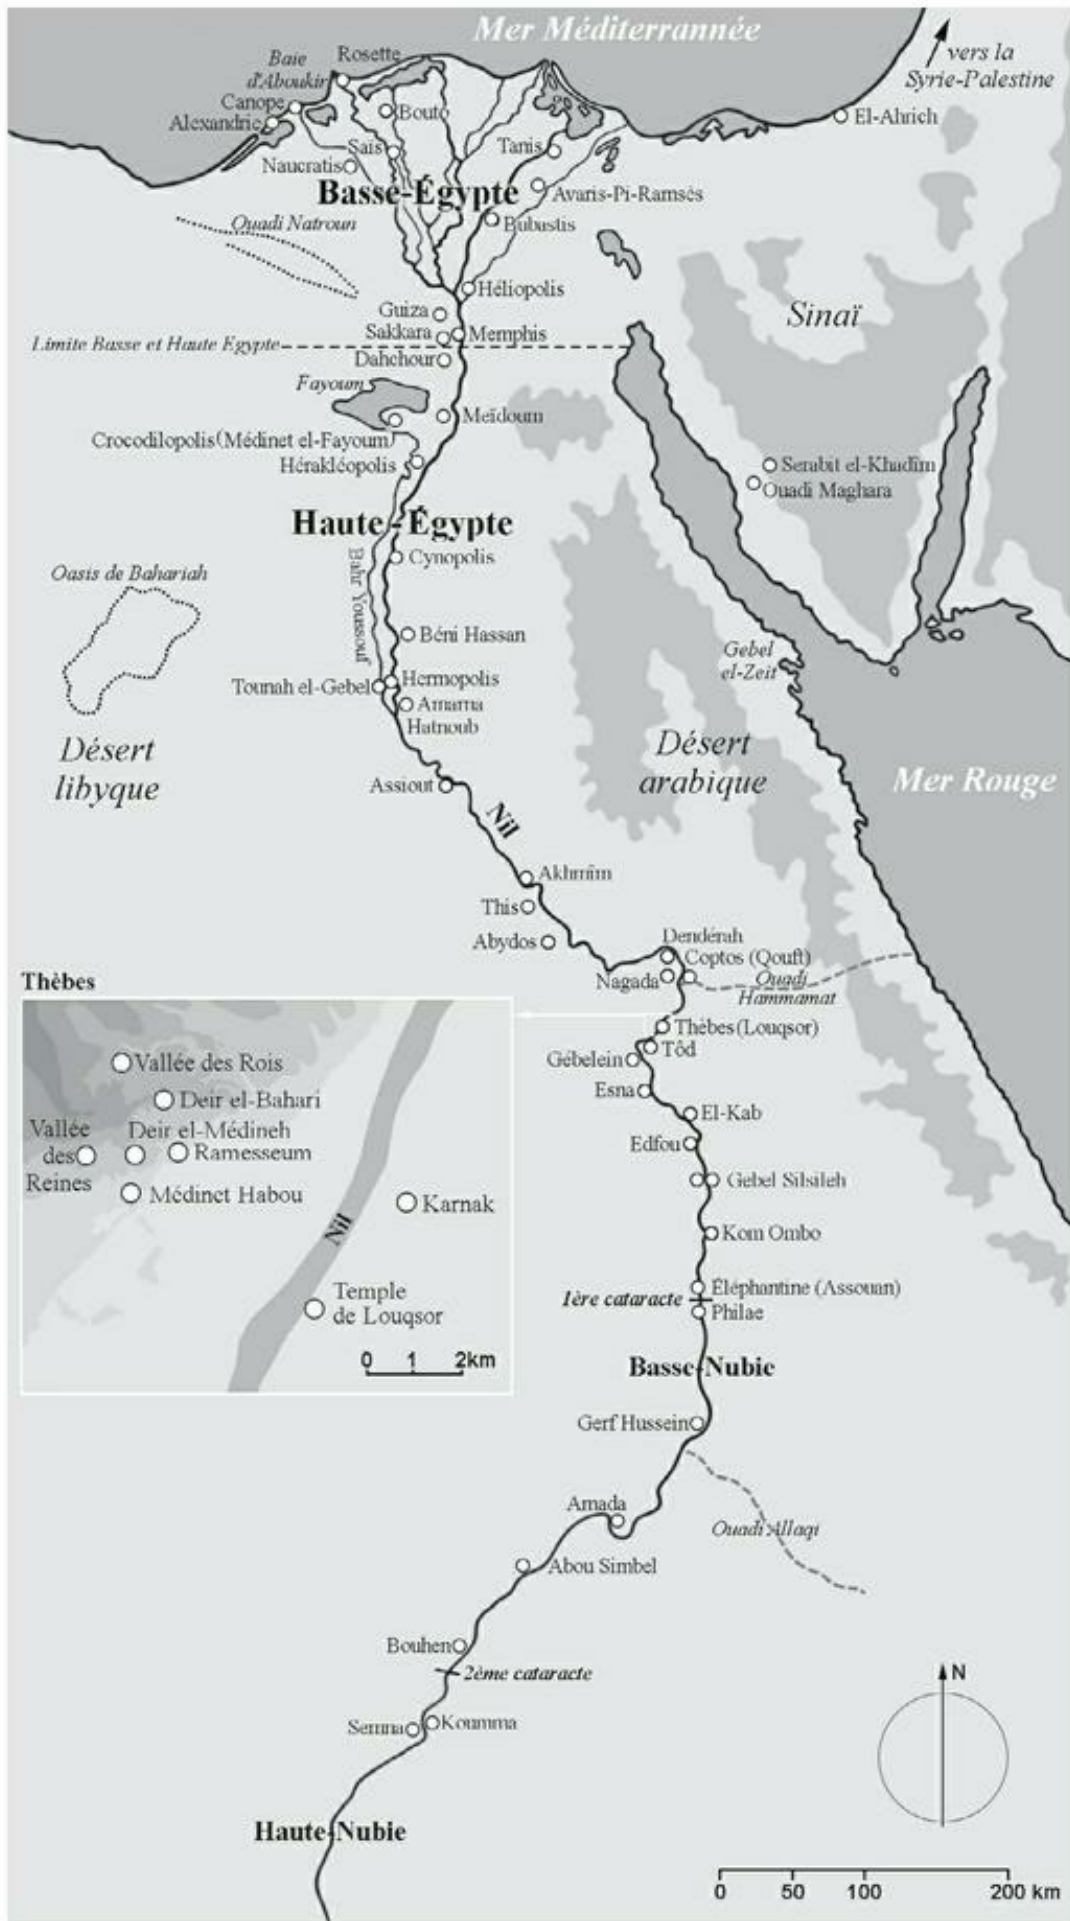 Mer Méditerrannée
vers la
Syrie-Palestine
Rosette
Baie
d'Aboukir
Canope
Alexandrie
Bouto
El-Ahrich
Saïs
Tanis
Naucratis
Basse-Égypte
Avaris-Pi-Ramsès
Ouadi Natroun
Bubastis
Héliopolis
Guiza
Sinaï
Sakkara
Memphis
Limite Basse et Haute Egypte
Dahchour
Fayoum
Meïdoum
Crocodilopolis (Médinet el-Fayoum)
Hérakléopolis
Serabit el-Khadîm
Ouadi Maghara
Haute-Égypte
Cynopolis
Bahr Youssouf
Oasis de Bahariah
Béni Hassan
Gebel
el-Zeit
Hermopolis
Tounah el-Gebel
Amarna
Hatnoub
Désert
libyque
Désert
arabique
Mer Rouge
Assiout
Nil
Akhmîm
This
Abydos
Dendérah
Coptos (Qouft)
Nagada
Ouadi
Hammamat
Thèbes (Louqsor)
Tôd
Gébelein
Esna
El-Kab
Edfou
Gebel Silsileh
Kom Ombo
Éléphantine (Assouan)
1ère cataracte
Philae
Basse-Nubie
Gerf Hussein
Amada
Ouadi Allaqi
Abou Simbel
Bouhen
2ème cataracte
Semna
Koumma
Haute-Nubie
Thèbes
Vallée des Rois
Deir el-Bahari
Vallée
des
Reines
Deir el-Médineh
Ramesseum
Médinet Habou
Karnak
Nil
Temple
de Louqsor
0 1 2km
N
0 50 100 200 km